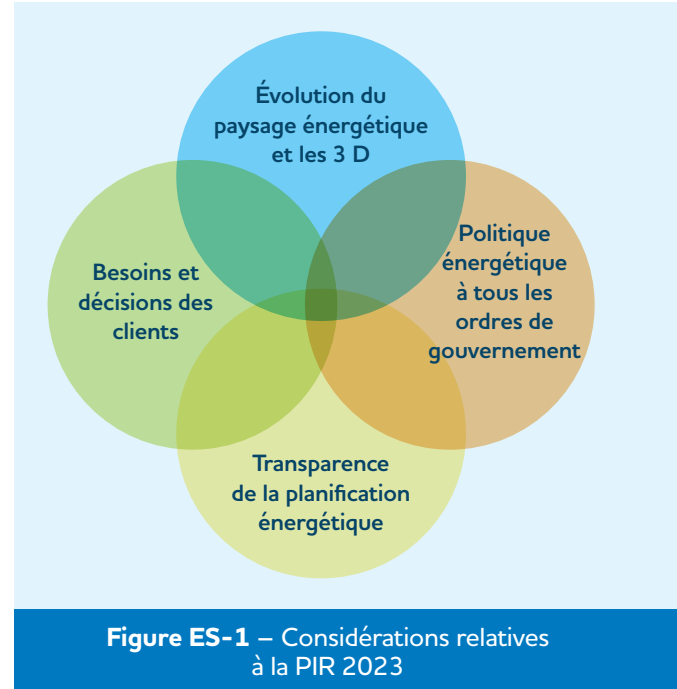 Évolution du
paysage énergétique
et les 3 D
Besoins et
décisions des
clients
Politique
énergétique
à tous les
ordres de
gouvernement
Transparence
de la planification
énergétique
Figure ES-1 – Considérations relatives
à la PIR 2023